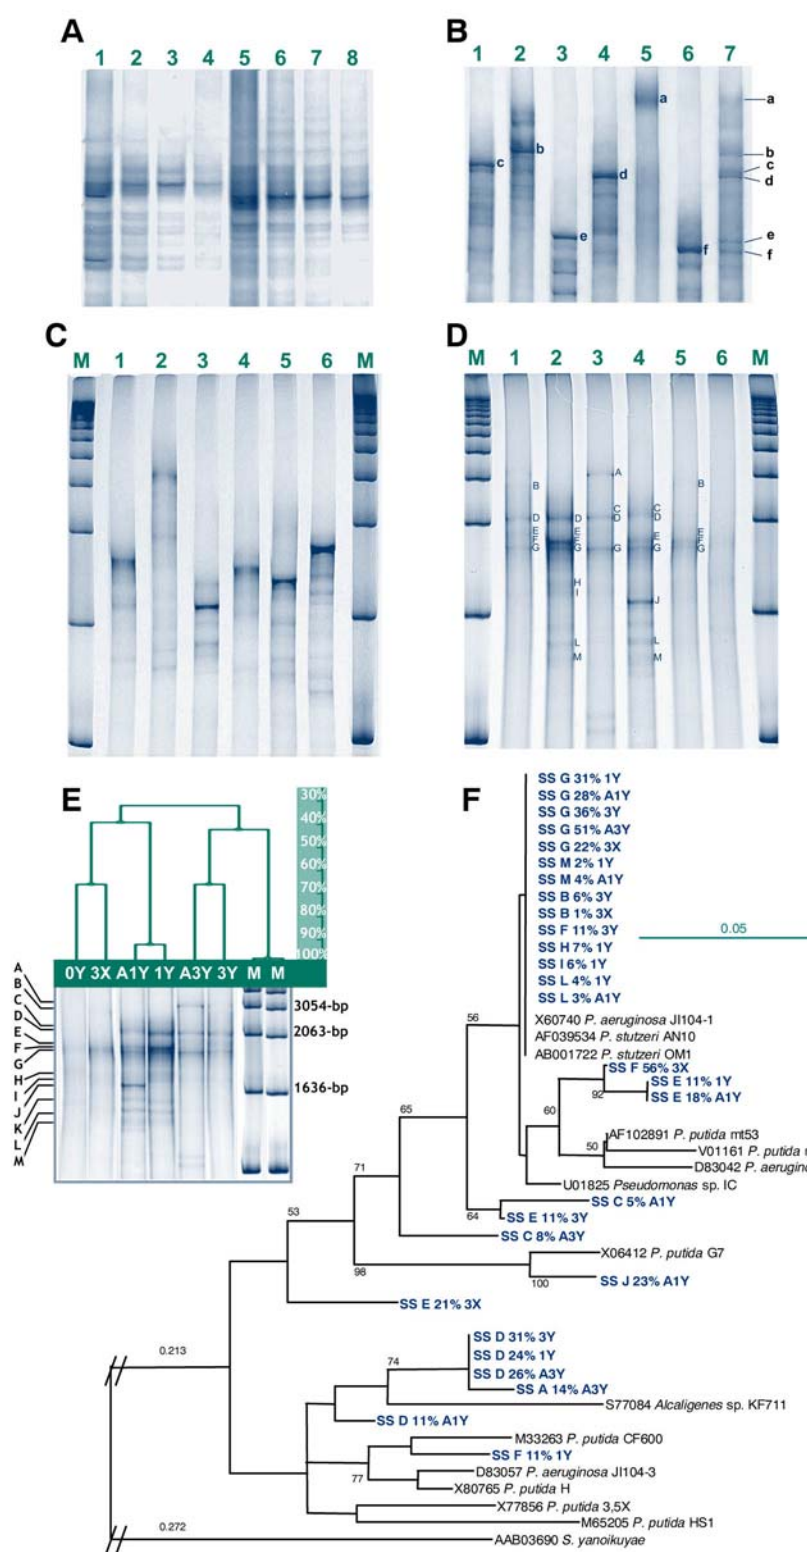 A
1 2 3 4 5 6 7 8
B
1 2 3 4 5 6 7
c
b
e
d
a
f
a
b
c
d
e
f
C
M 1 2 3 4 5 6 M
D
M 1 2 3 4 5 6 M
B
D
E
F
G
D
E
F
G
H
I
L
M
A
C
D
G
C
D
E
F
G
J
L
M
B
E
F
G
E
30%
40%
50%
60%
70%
80%
90%
100%
0Y 3X A1Y 1Y A3Y 3Y M M
A
B
C
D
E
F
G
H
I
J
K
L
M
3054-bp
2063-bp
1636-bp
F
SS G 31% 1Y
SS G 28% A1Y
SS G 36% 3Y
SS G 51% A3Y
SS G 22% 3X
SS M 2% 1Y
SS M 4% A1Y
SS B 6% 3Y
SS B 1% 3X
SS F 11% 3Y
SS H 7% 1Y
SS I 6% 1Y
SS L 4% 1Y
SS L 3% A1Y
0.05
X60740 P. aeruginosa JI104-1
AF039534 P. stutzeri AN10
AB001722 P. stutzeri OM1
56
SS F 56% 3X
SS E 11% 1Y
92
SS E 18% A1Y
60
AF102891 P. putida mt53
50
V01161 P. putida
D83042 P. aerugino
U01825 Pseudomonas sp. IC
65
SS C 5% A1Y
64
SS E 11% 3Y
71
SS C 8% A3Y
53
X06412 P. putida G7
98
100
SS J 23% A1Y
SS E 21% 3X
SS D 31% 3Y
0.213
SS D 24% 1Y
74
SS D 26% A3Y
SS A 14% A3Y
S77084 Alcaligenes sp. KF711
SS D 11% A1Y
M33263 P. putida CF600
SS F 11% 1Y
77
D83057 P. aeruginosa JI104-3
X80765 P. putida H
X77856 P. putida 3,5X
M65205 P. putida HS1
0.272
AAB03690 S. yanoikuyae